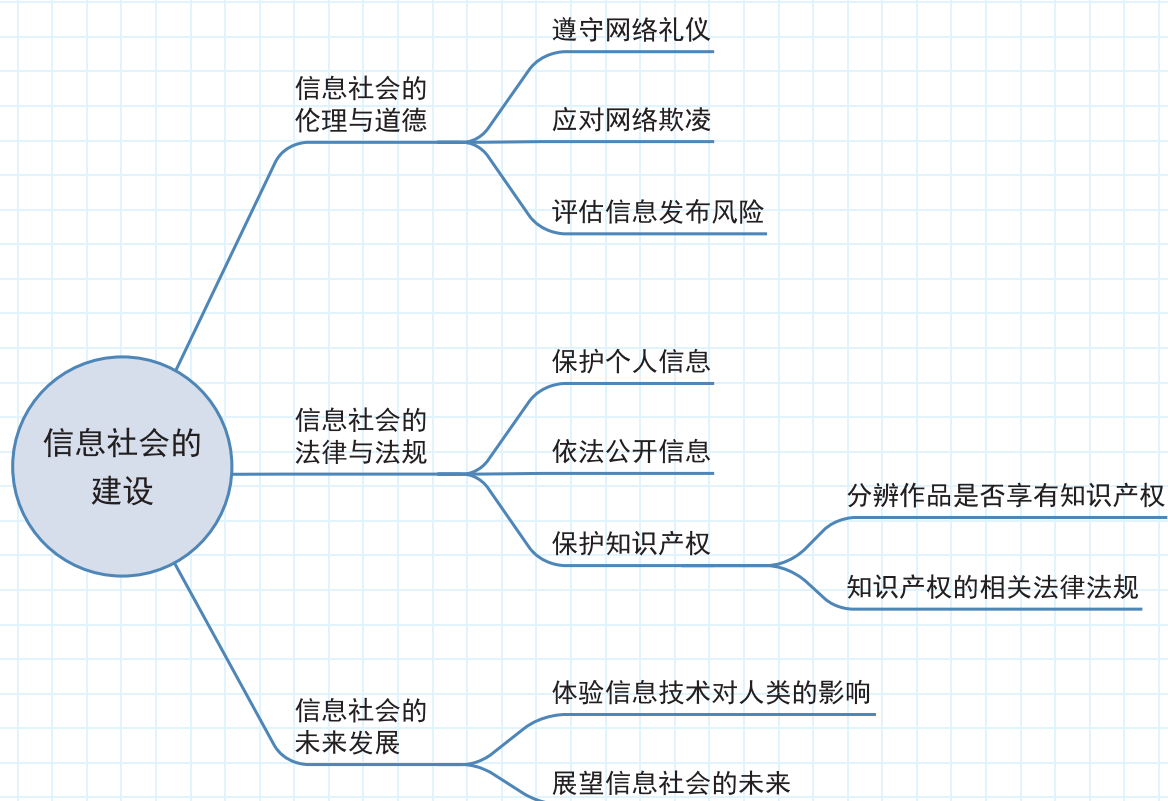 信息社会的
建设
信息社会的
伦理与道德
遵守网络礼仪
应对网络欺凌
评估信息发布风险
信息社会的
法律与法规
保护个人信息
依法公开信息
保护知识产权
分辨作品是否享有知识产权
知识产权的相关法律法规
信息社会的
未来发展
体验信息技术对人类的影响
展望信息社会的未来